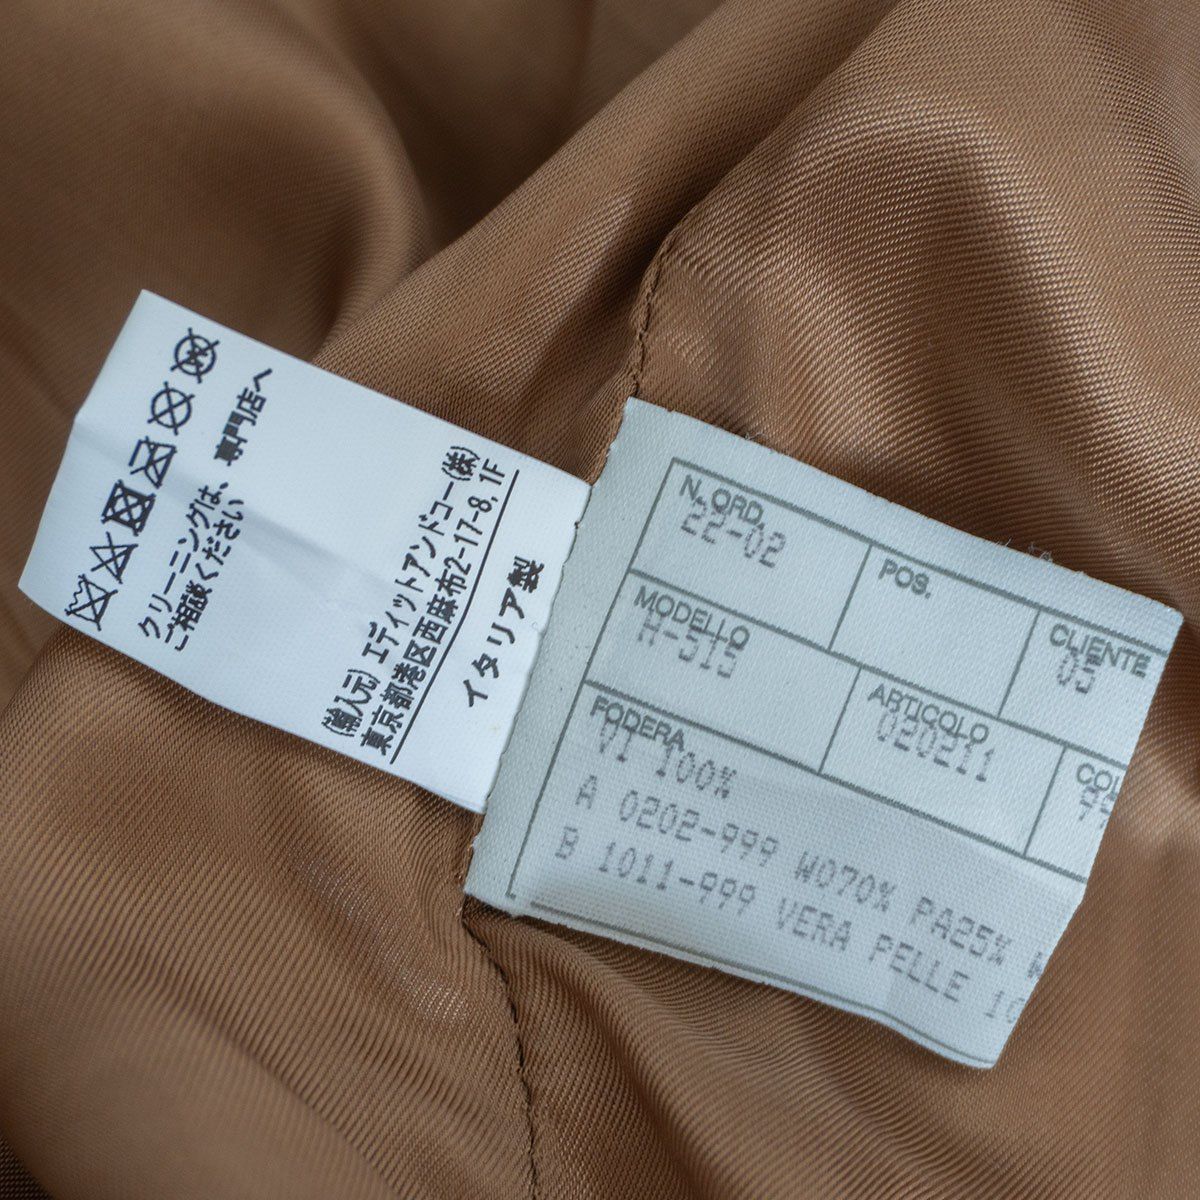 クリーニングは、専門店へ
ご相談ください
(輸入元) エディットアンドコー(株)
東京都港区西麻布2-17-8,1F
イタリア製
N. ORD.
22-02
POS.
CLIENTE
05
MODELLO
H-515
ARTICOLO
020211
FODERA
VI 100%
A 0202-999 WO70% PA25%
B 1011-999 VERA PELLE